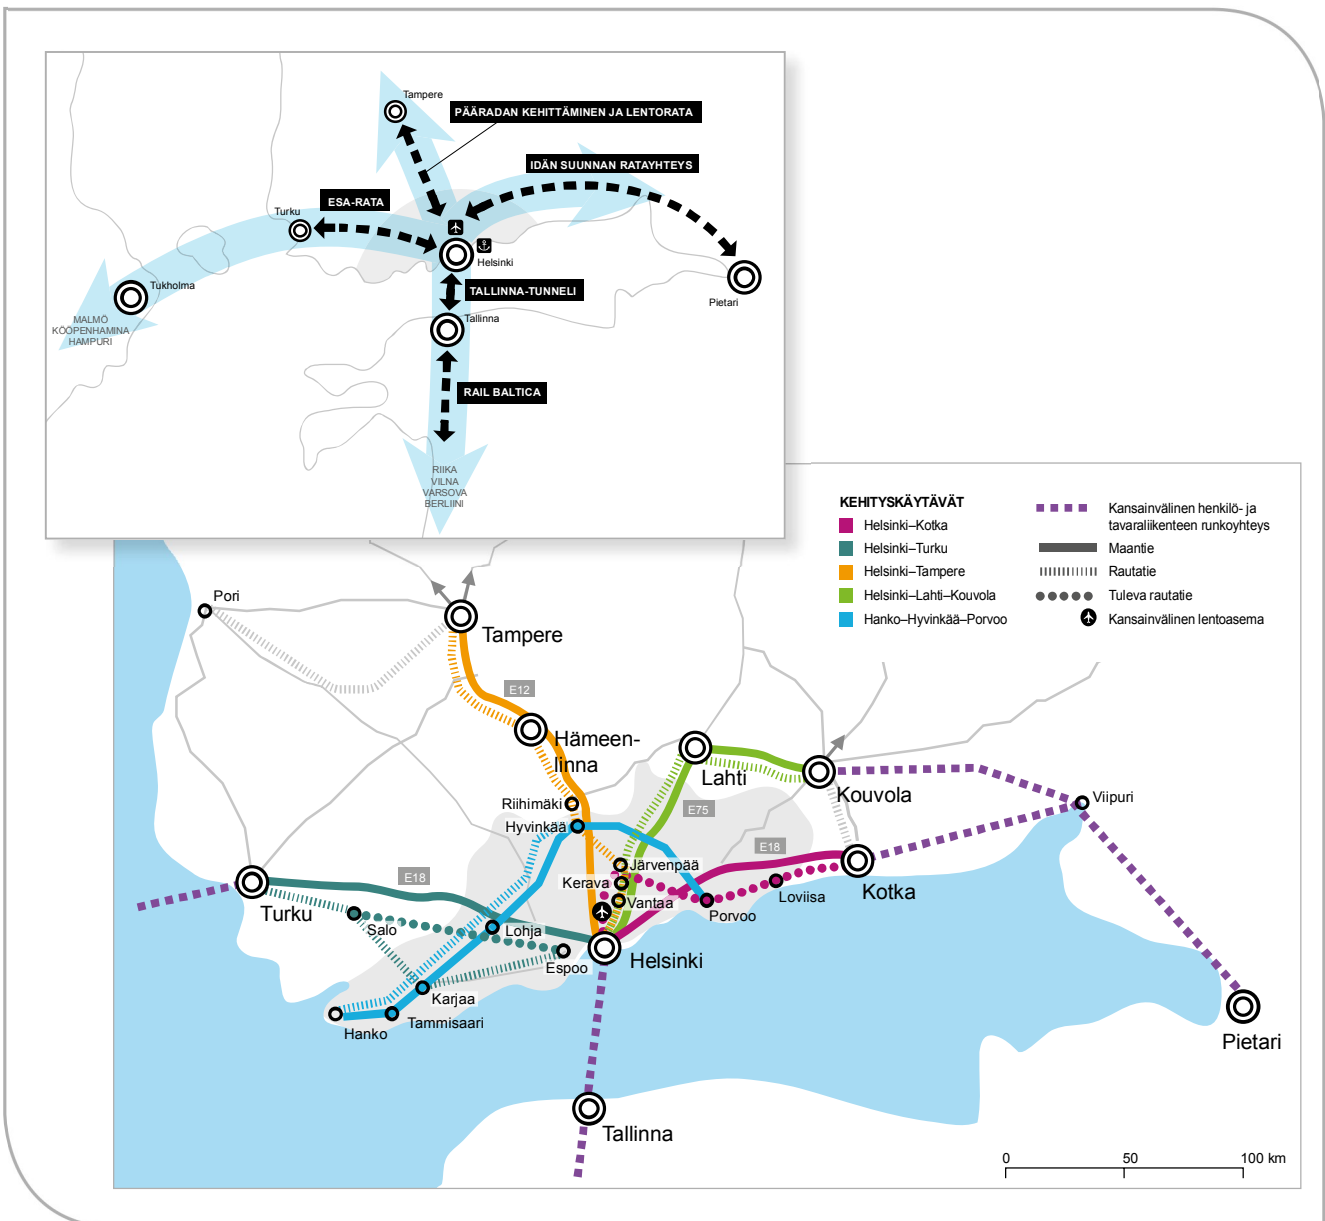 Tampere
PÄÄRADAN KEHITTÄMINEN JA LENTORATA
IDÄN SUUNNAN RATAYHTEYS
ESA-RATA
Turku
Helsinki
Tukholma
TALLINNA-TUNNELI
Pietari
MALMÖ
KÖÖPENHAMINA
HAMPURI
Tallinna
RAIL BALTICA
RIIKA
VILNA
VARSOVA
BERLIINI
KEHITYSKÄYTÄVÄT
Helsinki–Kotka
Helsinki–Turku
Helsinki–Tampere
Helsinki–Lahti–Kouvola
Hanko–Hyvinkää–Porvoo
Kansainvälinen henkilö- ja
tavaraliikenteen runkoyhteys
Maantie
Rautatie
Tuleva rautatie
Kansainvälinen lentoasema
Pori
Tampere
E12
Hämeen-
linna
Lahti
Kouvola
Viipuri
Riihimäki
E75
Hyvinkää
E18
Järvenpää
Kerava
Kotka
E18
Loviisa
Vantaa
Porvoo
Turku
Salo
Lohja
Espoo
Helsinki
Karjaa
Tammisaari
Hanko
Pietari
Tallinna
0
50
100 km